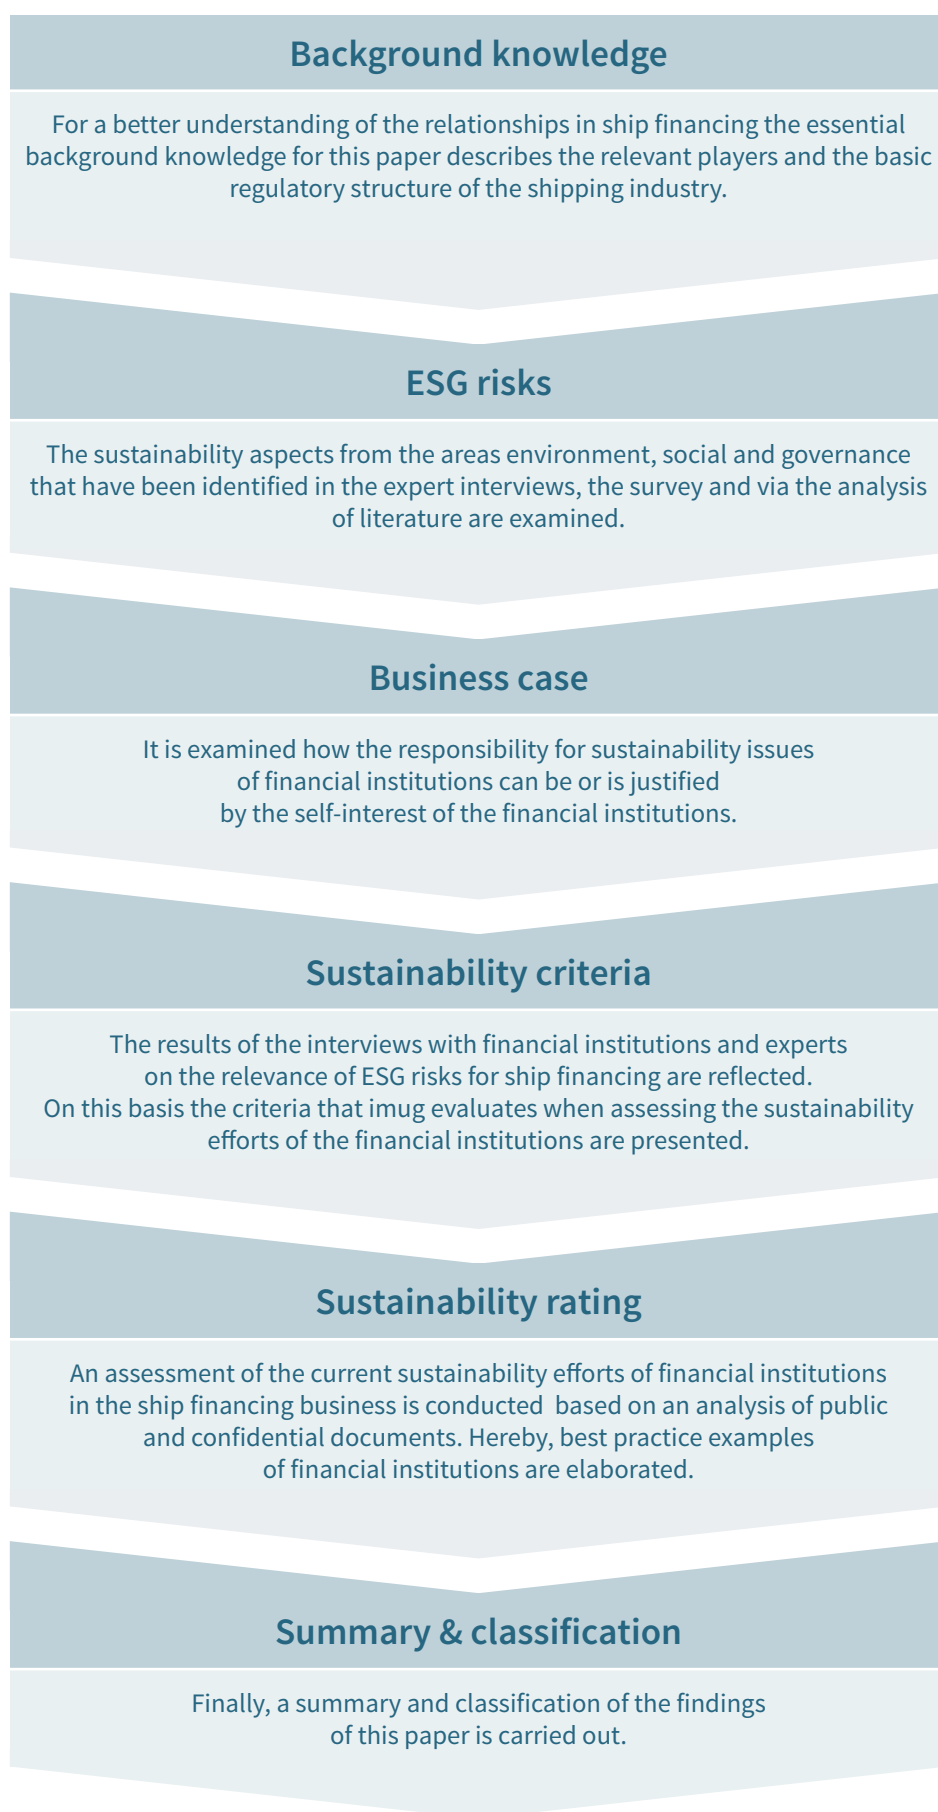 Background knowledge
For a better understanding of the relationships in ship financing the essential
background knowledge for this paper describes the relevant players and the basic
regulatory structure of the shipping industry.
ESG risks
The sustainability aspects from the areas environment, social and governance
that have been identified in the expert interviews, the survey and via the analysis
of literature are examined.
Business case
It is examined how the responsibility for sustainability issues
of financial institutions can be or is justified
by the self-interest of the financial institutions.
Sustainability criteria
The results of the interviews with financial institutions and experts
on the relevance of ESG risks for ship financing are reflected.
On this basis the criteria that imug evaluates when assessing the sustainability
efforts of the financial institutions are presented.
Sustainability rating
An assessment of the current sustainability efforts of financial institutions
in the ship financing business is conducted  based on an analysis of public
and confidential documents. Hereby, best practice examples
of financial institutions are elaborated.
Summary & classification
Finally, a summary and classification of the findings
of this paper is carried out.